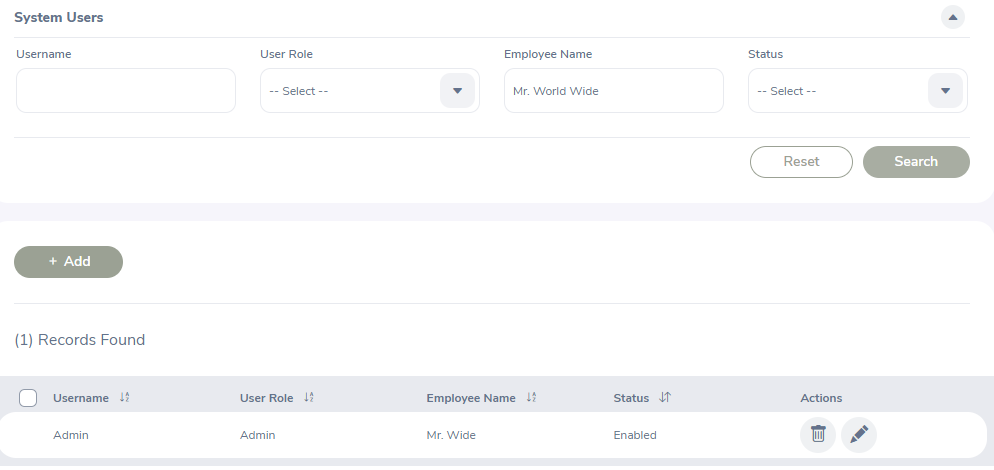 System Users
Username User Role Employee Name Status
-- Select -- Mr. World Wide -- Select --
Reset Search
+ Add
(1) Records Found
Username User Role Employee Name Status Actions
Admin Admin Mr. Wide Enabled